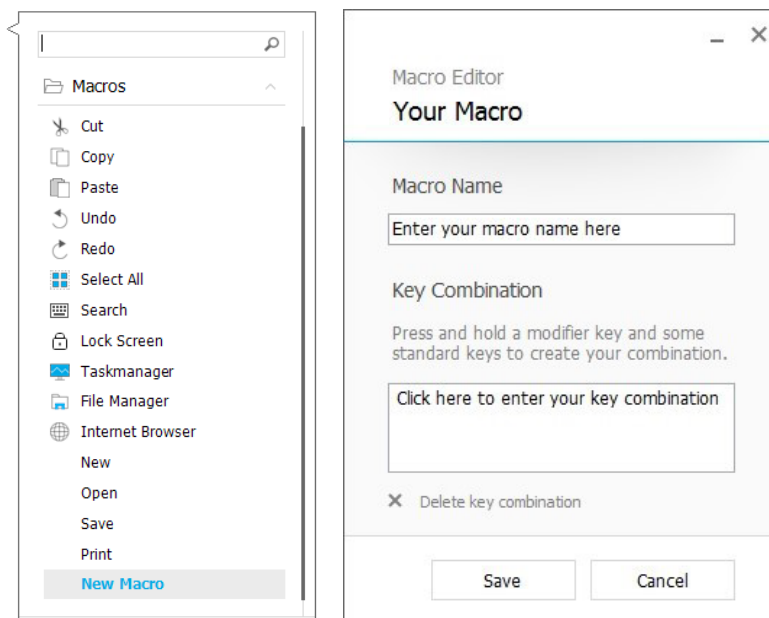 Macros
Cut
Copy
Paste
Undo
Redo
Select All
Search
Lock Screen
Taskmanager
File Manager
Internet Browser
New
Open
Save
Print
New Macro
Macro Editor
Your Macro
Macro Name
Enter your macro name here
Key Combination
Press and hold a modifier key and some
standard keys to create your combination.
Click here to enter your key combination
Delete key combination
Save
Cancel